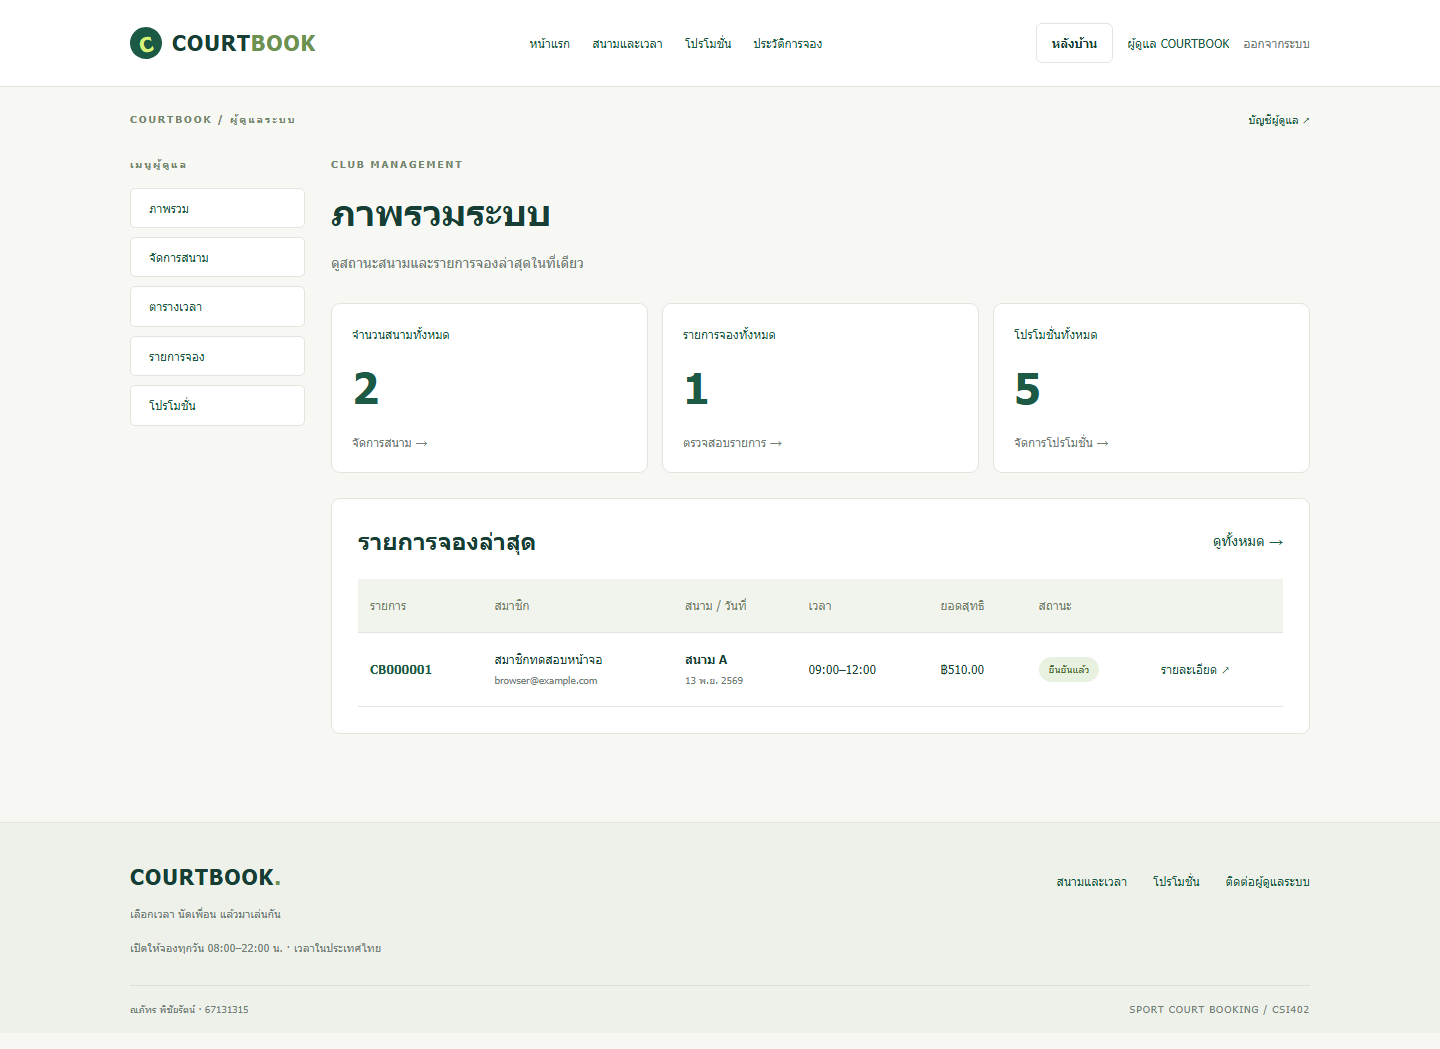 C COURTBOOK
หน้าแรก สนามและเวลา โปรโมชั่น ประวัติการจอง
หลังบ้าน ผู้ดูแล COURTBOOK ออกจากระบบ
COURTBOOK / ผู้ดูแลระบบ
บัญชีผู้ดูแล ↗
เมนูผู้ดูแล
ภาพรวม
จัดการสนาม
ตารางเวลา
รายการจอง
โปรโมชั่น
CLUB MANAGEMENT
ภาพรวมระบบ
ดูสถานะสนามและรายการจองล่าสุดในที่เดียว
จำนวนสนามทั้งหมด
2
จัดการสนาม →
รายการจองทั้งหมด
1
ตรวจสอบรายการ →
โปรโมชั่นทั้งหมด
5
จัดการโปรโมชั่น →
รายการจองล่าสุด
ดูทั้งหมด →
รายการ สมาชิก สนาม / วันที่ เวลา ยอดสุทธิ สถานะ
CB000001 สมาชิกทดสอบหน้าจอ สนาม A 09:00–12:00 ฿510.00 ยืนยันแล้ว รายละเอียด ↗
browser@example.com 13 พ.ย. 2569
COURTBOOK.
สนามและเวลา โปรโมชั่น ติดต่อผู้ดูแลระบบ
เลือกเวลา นัดเพื่อน แล้วมาเล่นกัน
เปิดให้จองทุกวัน 08:00–22:00 น. · เวลาในประเทศไทย
ณภัทร พิชัยรัตน์ · 67131315
SPORT COURT BOOKING / CSI402